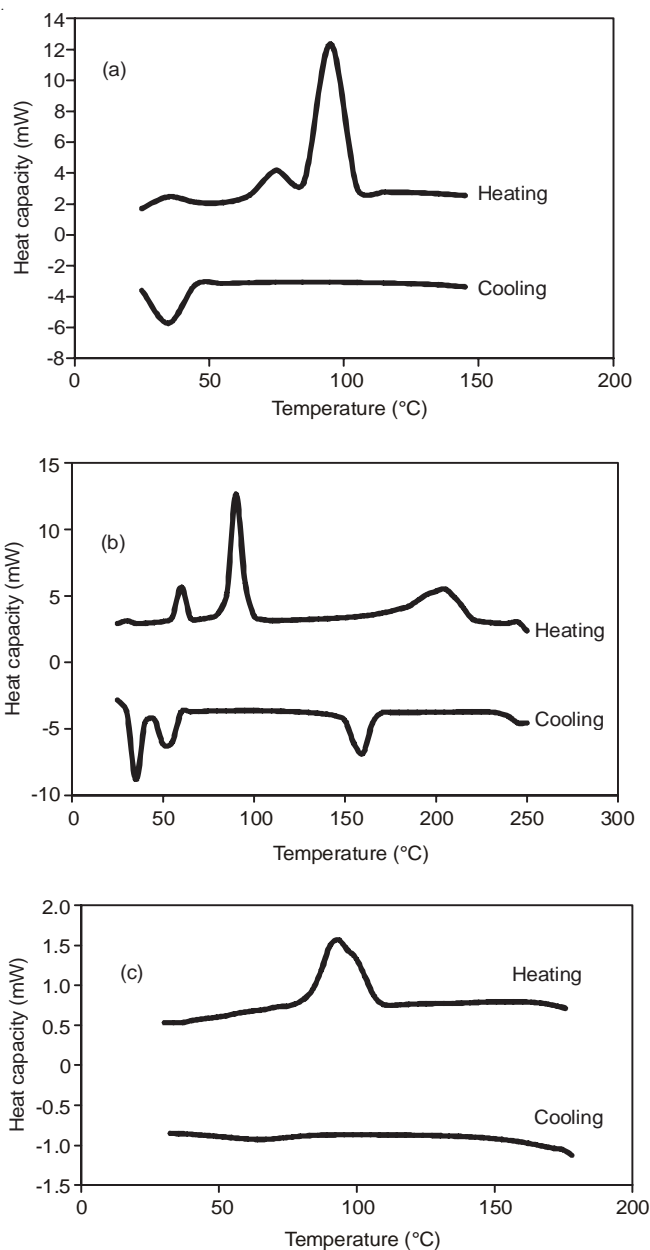 14
12
10
8
6
4
2
0
-2
-4
-6
-8
Heat capacity (mW)
(a)
Heating
Cooling
0 50 100 150 200
Temperature (°C)
15
10
5
0
-5
-10
Heat capacity (mW)
(b)
Heating
Cooling
0 50 100 150 200 250 300
Temperature (°C)
2.0
1.5
1.0
0.5
0
-0.5
-1.0
-1.5
Heat capacity (mW)
(c)
Heating
Cooling
0 50 100 150 200
Temperature (°C)